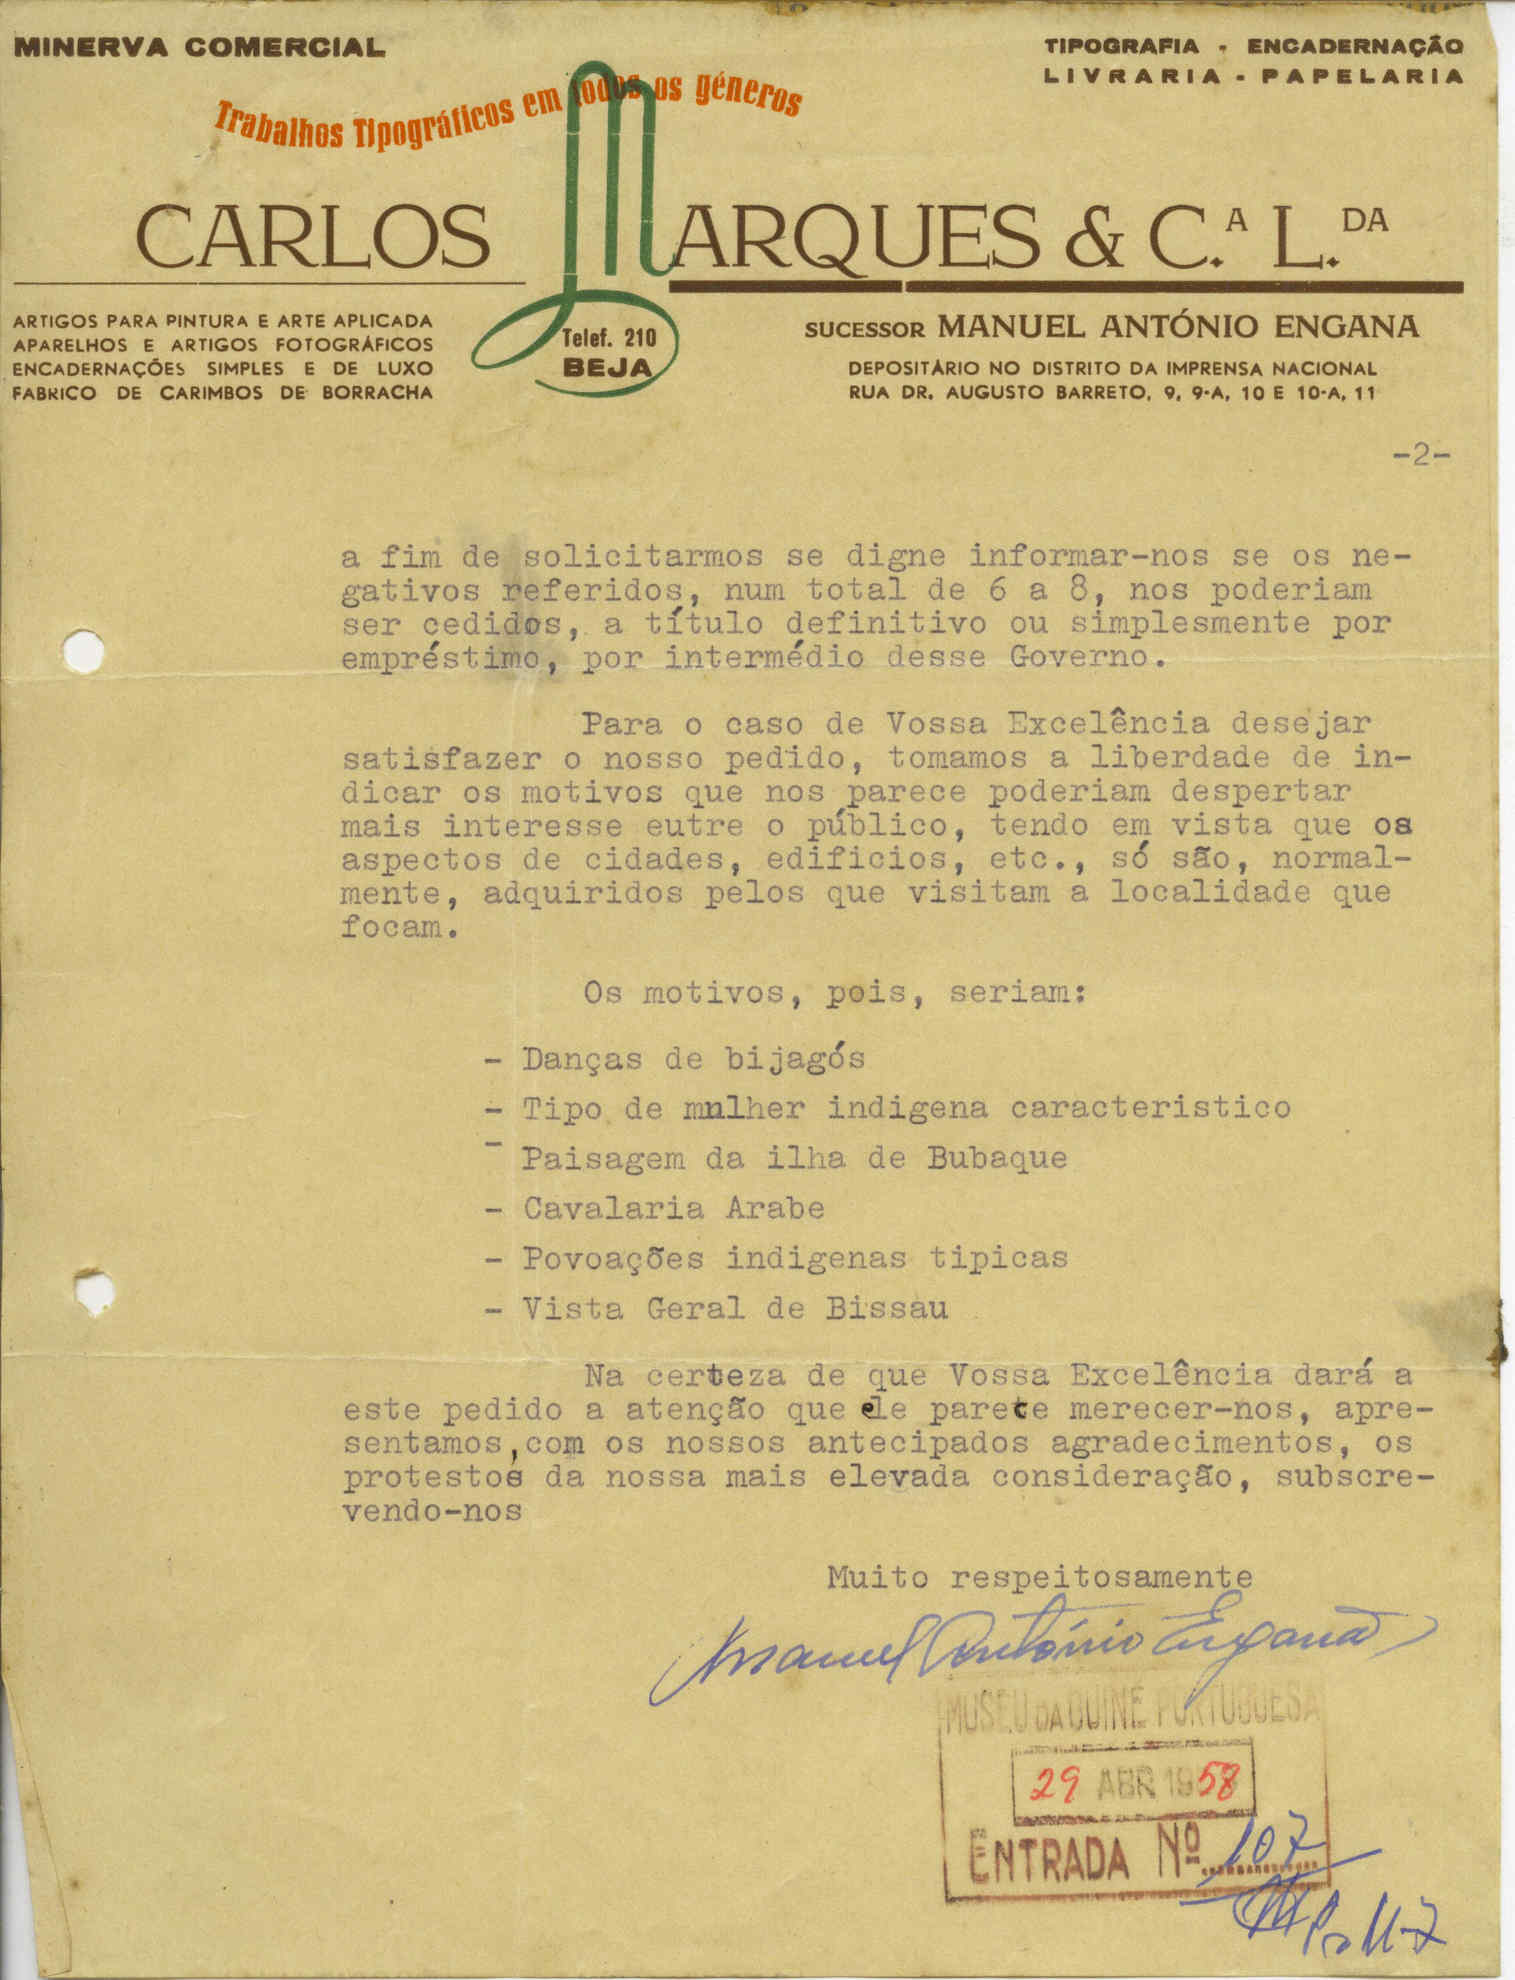 MINERVA COMERCIAL
TIPOGRAFIA - ENCADERNAÇÃO
LIVRARIA - PAPELARIA
Trabalhos Tipográficos em todos os géneros
CARLOS MARQUES & C.A L.DA
ARTIGOS PARA PINTURA E ARTE APLICADA
APARELHOS E ARTIGOS FOTOGRÁFICOS
ENCADERNAÇÕES SIMPLES E DE LUXO
FABRICO DE CARIMBOS DE BORRACHA
Telef. 210
BEJA
SUCESSOR MANUEL ANTÓNIO ENGANA
DEPOSITÁRIO NO DISTRITO DA IMPRENSA NACIONAL
RUA DR. AUGUSTO BARRETO, 9, 9-A, 10 E 10-A, 11
-2-
a fim de solicitarmos se digne informar-nos se os ne-
gativos referidos, num total de 6 a 8, nos poderiam
ser cedidos, a título definitivo ou simplesmente por
empréstimo, por intermédio desse Governo.
Para o caso de Vossa Excelência desejar
satisfazer o nosso pedido, tomamos a liberdade de in-
dicar os motivos que nos parece poderiam despertar
mais interesse eutre o público, tendo em vista que os
aspectos de cidades, edificios, etc., só são, normal-
mente, adquiridos pelos que visitam a localidade que
focam.
Os motivos, pois, seriam:
- Danças de bijagós
- Tipo de mnlher indigena caracteristico
- Paisagem da ilha de Bubaque
- Cavalaria Arabe
- Povoações indigenas tipicas
- Vista Geral de Bissau
Na certeza de que Vossa Excelência dará a
este pedido a atenção que ele parece merecer-nos, apre-
sentamos,com os nossos antecipados agradecimentos, os
protestos da nossa mais elevada consideração, subscre-
vendo-nos
Muito respeitosamente
Manuel António Engana
MUSEU DA GUINÉ PORTUGUESA
29 ABR 1958
ENTRADA Nº 107